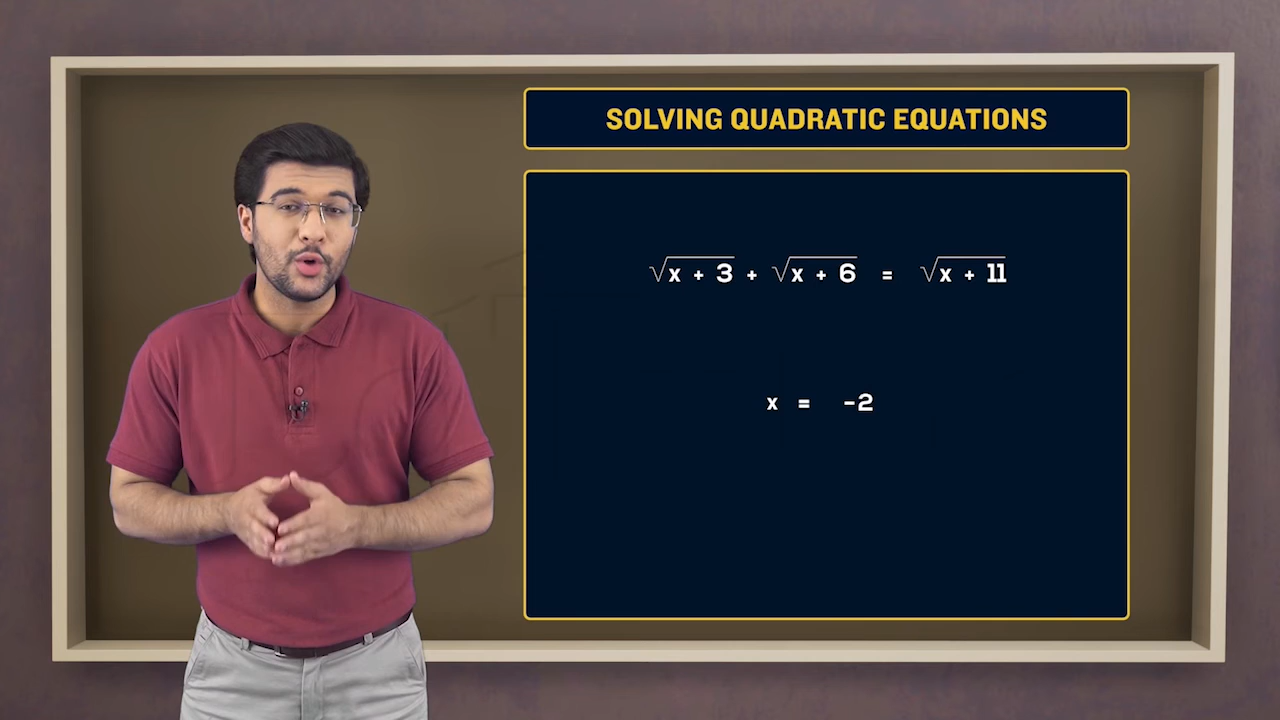 SOLVING QUADRATIC EQUATIONS
√x + 3 + √x + 6 = √x + 11
x = -2